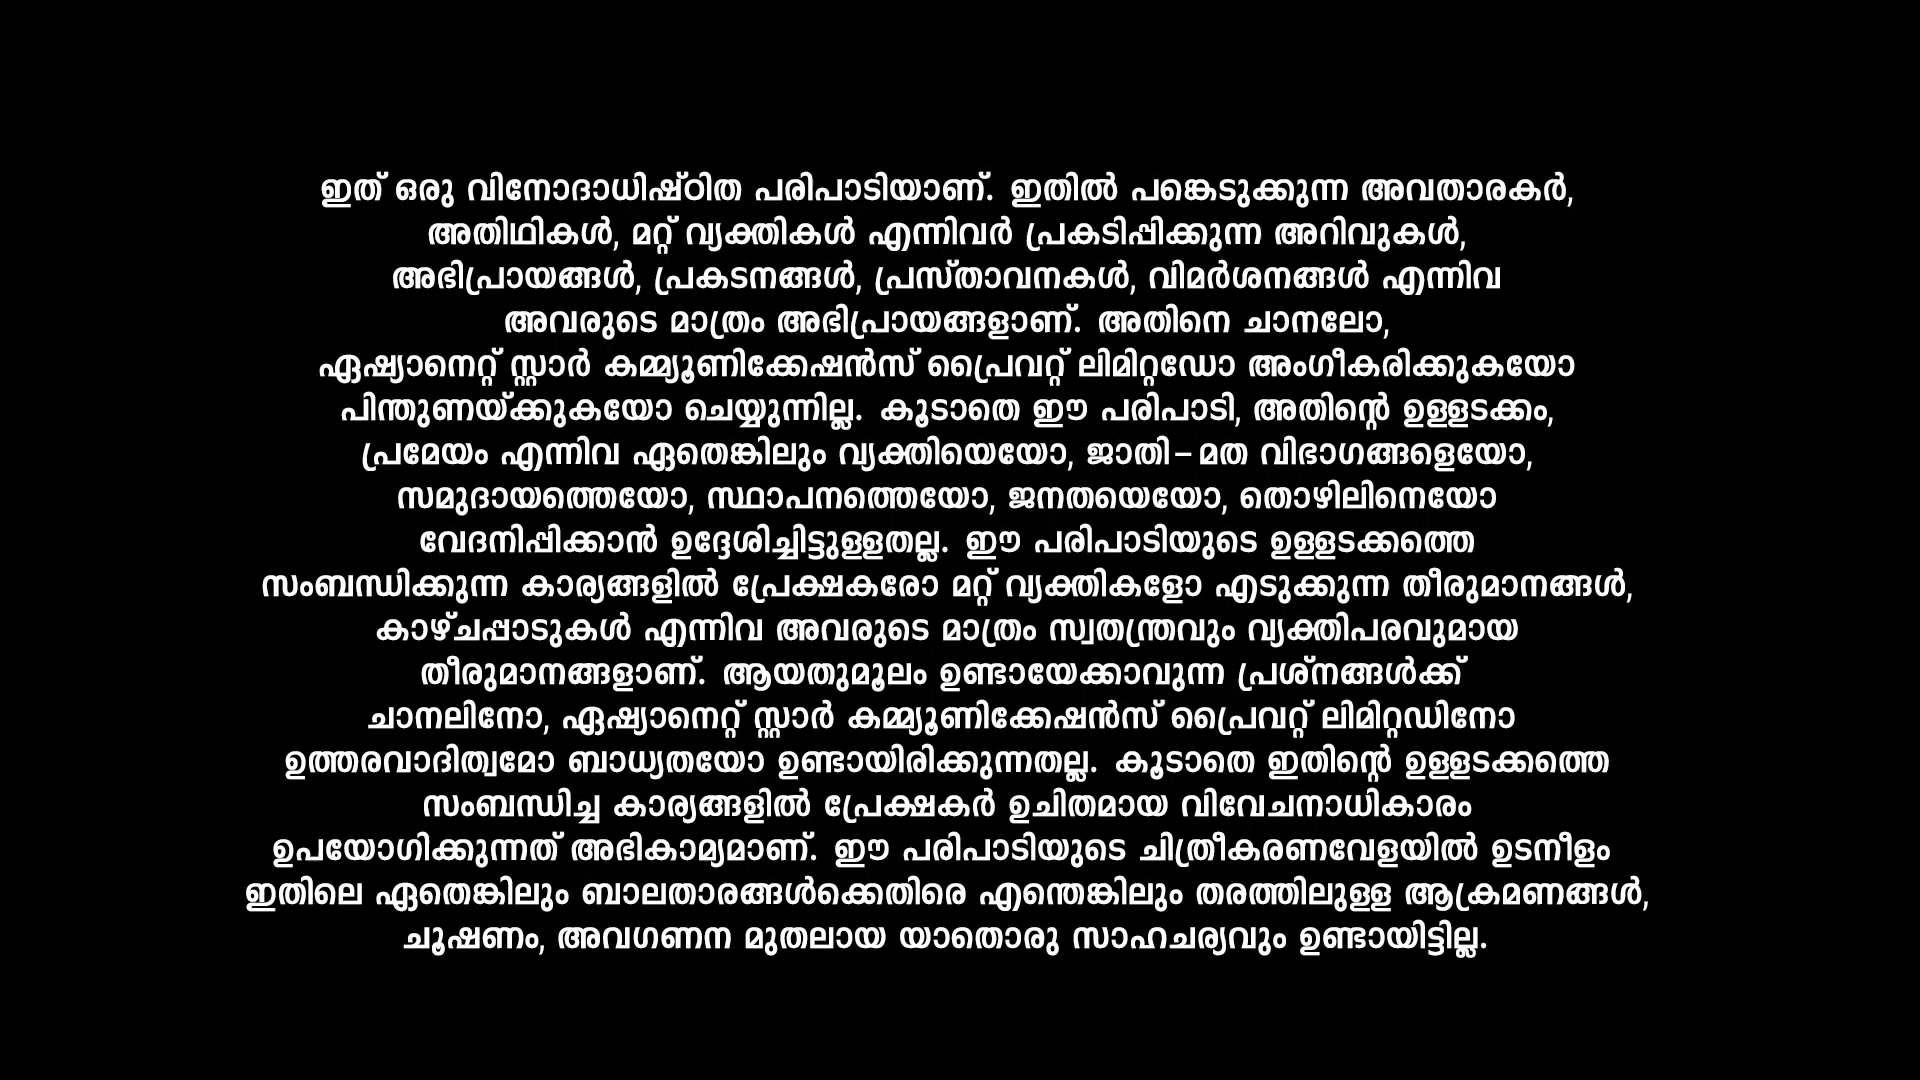 ഇത് ഒരു വിനോദാധിഷ്ഠിത പരിപാടിയാണ്. ഇതിൽ പങ്കെടുക്കുന്ന അവതാരകർ,
അതിഥികൾ, മറ്റ് വ്യക്തികൾ എന്നിവർ പ്രകടിപ്പിക്കുന്ന അറിവുകൾ,
അഭിപ്രായങ്ങൾ, പ്രകടനങ്ങൾ, പ്രസ്താവനകൾ, വിമർശനങ്ങൾ എന്നിവ
അവരുടെ മാത്രം അഭിപ്രായങ്ങളാണ്. അതിനെ ചാനലോ,
ഏഷ്യാനെറ്റ് സ്റ്റാർ കമ്മ്യൂണിക്കേഷൻസ് പ്രൈവറ്റ് ലിമിറ്റഡോ അംഗീകരിക്കുകയോ
പിന്തുണയ്ക്കുകയോ ചെയ്യുന്നില്ല. കൂടാതെ ഈ പരിപാടി, അതിന്റെ ഉള്ളടക്കം,
പ്രമേയം എന്നിവ ഏതെങ്കിലും വ്യക്തിയെയോ, ജാതി – മത വിഭാഗങ്ങളെയോ,
സമുദായത്തെയോ, സ്ഥാപനത്തെയോ, ജനതയെയോ, തൊഴിലിനെയോ
വേദനിപ്പിക്കാൻ ഉദ്ദേശിച്ചിട്ടുള്ളതല്ല. ഈ പരിപാടിയുടെ ഉള്ളടക്കത്തെ
സംബന്ധിക്കുന്ന കാര്യങ്ങളിൽ പ്രേക്ഷകരോ മറ്റ് വ്യക്തികളോ എടുക്കുന്ന തീരുമാനങ്ങൾ,
കാഴ്ചപ്പാടുകൾ എന്നിവ അവരുടെ മാത്രം സ്വതന്ത്രവും വ്യക്തിപരവുമായ
തീരുമാനങ്ങളാണ്. ആയതുമൂലം ഉണ്ടായേക്കാവുന്ന പ്രശ്നങ്ങൾക്ക്
ചാനലിനോ, ഏഷ്യാനെറ്റ് സ്റ്റാർ കമ്മ്യൂണിക്കേഷൻസ് പ്രൈവറ്റ് ലിമിറ്റഡിനോ
ഉത്തരവാദിത്വമോ ബാധ്യതയോ ഉണ്ടായിരിക്കുന്നതല്ല. കൂടാതെ ഇതിന്റെ ഉള്ളടക്കത്തെ
സംബന്ധിച്ച കാര്യങ്ങളിൽ പ്രേക്ഷകർ ഉചിതമായ വിവേചനാധികാരം
ഉപയോഗിക്കുന്നത് അഭികാമ്യമാണ്. ഈ പരിപാടിയുടെ ചിത്രീകരണവേളയിൽ ഉടനീളം
ഇതിലെ ഏതെങ്കിലും ബാലതാരങ്ങൾക്കെതിരെ എന്തെങ്കിലും തരത്തിലുള്ള ആക്രമണങ്ങൾ,
ചൂഷണം, അവഗണന മുതലായ യാതൊരു സാഹചര്യവും ഉണ്ടായിട്ടില്ല.